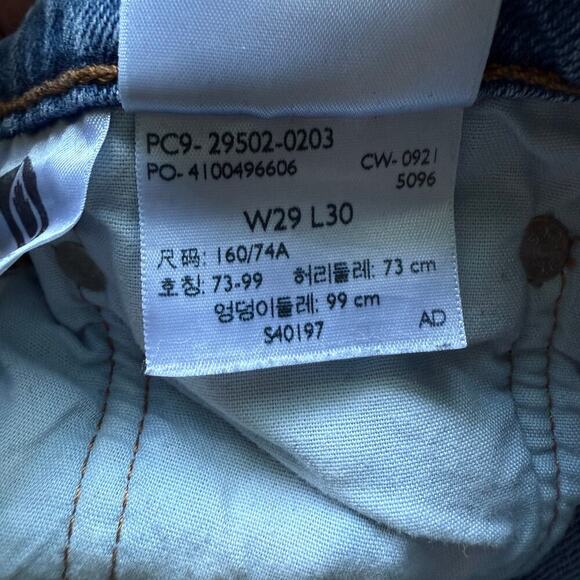 PC9- 29502-0203
PO- 4100496606 CW- 0921
5096
W29 L30
尺码: 160/74A
호칭: 73-99 허리둘레: 73 cm
엉덩이둘레: 99 cm
S40197 AD